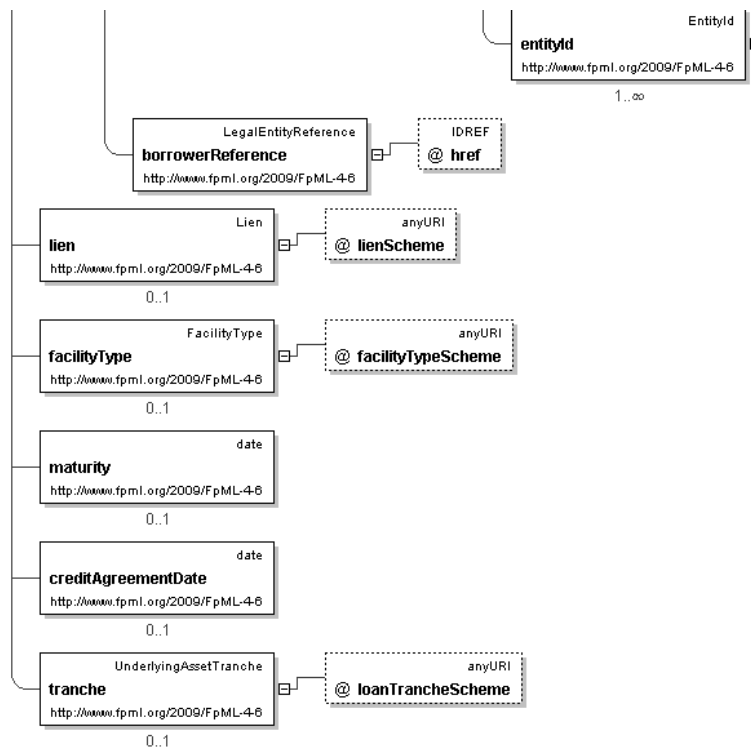 EntityId
entityId
http://www.fpml.org/2009/FpML-4-6
1..∞
LegalEntityReference
borrowerReference
http://www.fpml.org/2009/FpML-4-6
IDREF
@ href
Lien
lien
http://www.fpml.org/2009/FpML-4-6
0..1
anyURI
@ lienScheme
FacilityType
facilityType
http://www.fpml.org/2009/FpML-4-6
0..1
anyURI
@ facilityTypeScheme
date
maturity
http://www.fpml.org/2009/FpML-4-6
0..1
date
creditAgreementDate
http://www.fpml.org/2009/FpML-4-6
0..1
UnderlyingAssetTranche
tranche
http://www.fpml.org/2009/FpML-4-6
0..1
anyURI
@ loanTrancheScheme